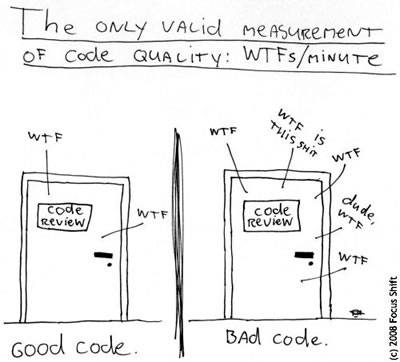 The ONLY VALID MEASUREMENT
OF Code QUALITY: WTFs/MINUTE
WTF
Code
REVIEW
WTF
Good Code.
WTF
WTF is
THIS SHIT
WTF
Code
REVIEW
dude,
WTF
WTF
BAd Code.
(c) 2008 Focus Shift